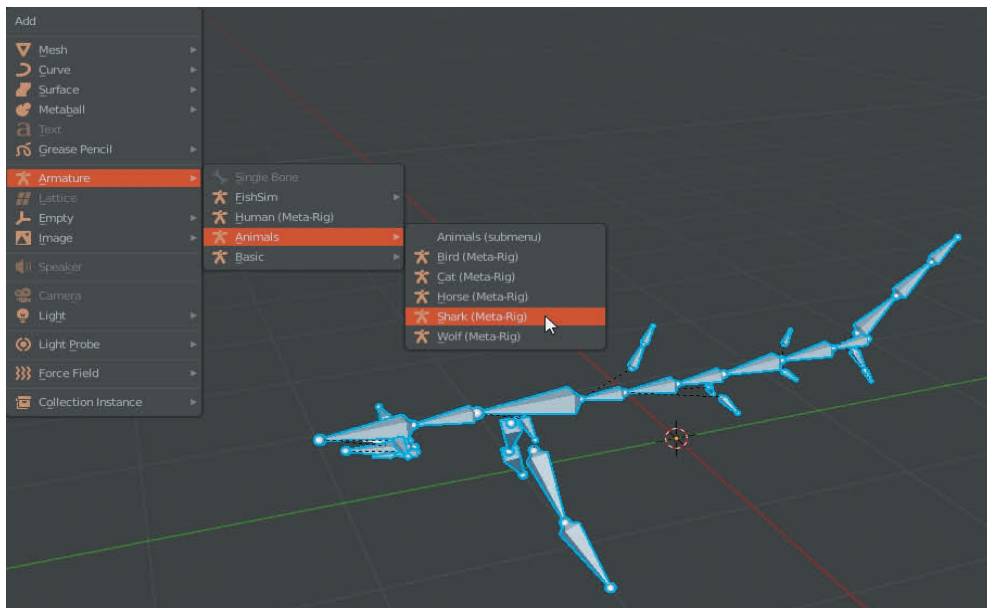 Add
Mesh
Curve
Surface
Metaball
Text
Grease Pencil
Armature
Lattice
Empty
Image
Speaker
Camera
Light
Light Probe
Force Field
Collection Instance
Single Bone
FishSim
Human (Meta-Rig)
Animals
Basic
Animals (submenu)
Bird (Meta-Rig)
Cat (Meta-Rig)
Horse (Meta-Rig)
Shark (Meta-Rig)
Wolf (Meta-Rig)